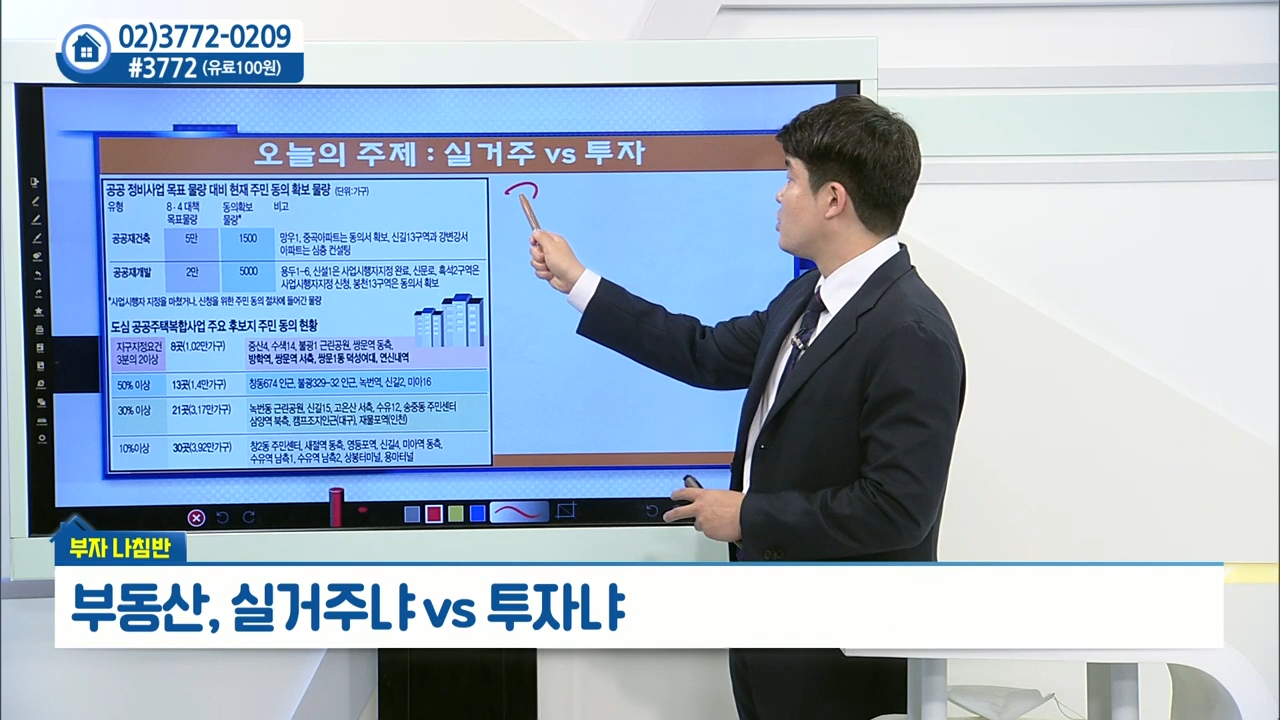 02)3772-0209
#3772 (유료100원)
오늘의 주제 : 실거주 vs 투자
공공 정비사업 목표 물량 대비 현재 주민 동의 확보 물량 (단위:가구)
유형 8·4 대책 목표물량 동의확보 물량* 비고
공공재건축 5만 1500 망우1, 중곡아파트는 동의서 확보, 신길13구역과 강변강서
아파트는 심층 컨설팅
공공재개발 2만 5000 용두1-6, 신설1은 사업시행자지정 완료, 신문로, 흑석2구역은
사업시행자지정 신청, 봉천13구역은 동의서 확보
*사업시행자 지정을 마쳤거나, 신청을 위한 주민 동의 절차에 들어간 물량
도심 공공주택복합사업 주요 후보지 주민 동의 현황
지구지정요건 3분의 2이상 8곳(1.02만가구) 증산4, 수색14, 불광1 근린공원, 쌍문역 동측,
방학역, 쌍문역 서측, 쌍문1동 덕성여대, 연신내역
50% 이상 13곳(1.4만가구) 창동674 인근, 불광329-32 인근, 녹번역, 신길2, 미아16
30% 이상 21곳(3.17만가구) 녹번동 근린공원, 신길15, 고은산 서측, 수유12, 송중동 주민센터
삼양역 북측, 캠프조지인근(대구), 재물포역(인천)
10%이상 30곳(3.92만가구) 창2동 주민센터, 새절역 동측, 영등포역, 신길4, 미아역 동측,
수유역 남측1, 수유역 남측2, 상봉터미널, 용마터널
부자 나침반
부동산, 실거주냐 vs 투자냐